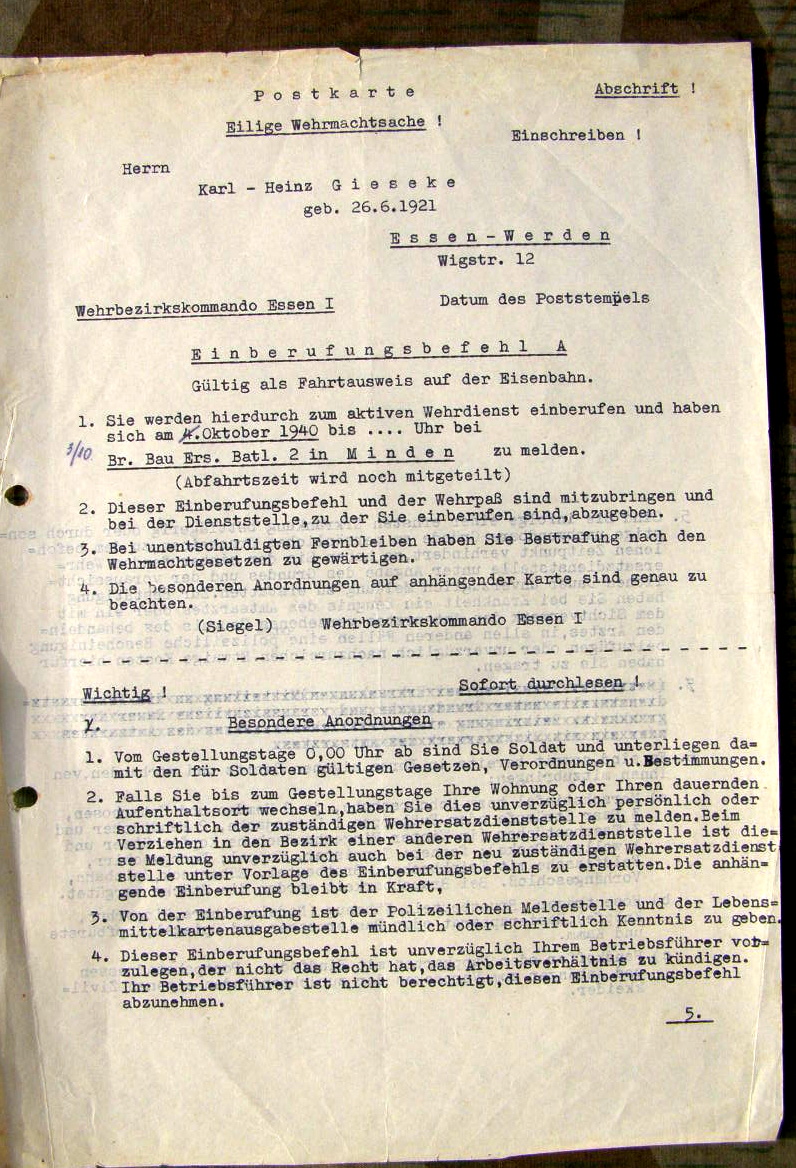 Postkarte
Abschrift !
Eilige Wehrmachtsache !
Einschreiben !
Herrn
Karl - Heinz Gieseke
geb. 26.6.1921
Essen-Werden
Wigstr. 12
Wehrbezirkskommando Essen I
Datum des Poststempels
Einberufungsbefehl A
Gültig als Fahrtausweis auf der Eisenbahn.
1. Sie werden hierdurch zum aktiven Wehrdienst einberufen und haben
sich am 4.Oktober 1940 bis .... Uhr bei
3/10
Br. Bau Ers. Batl. 2 in Minden zu melden.
(Abfahrtszeit wird noch mitgeteilt)
2. Dieser Einberufungsbefehl und der Wehrpaß sind mitzubringen und
bei der Dienststelle,zu der Sie einberufen sind,abzugeben.
3. Bei unentschuldigten Fernbleiben haben Sie Bestrafung nach den
Wehrmachtgesetzen zu gewärtigen.
4. Die besonderen Anordnungen auf anhängender Karte sind genau zu
beachten.
(Siegel) Wehrbezirkskommando Essen I
Wichtig !
Sofort durchlesen !
Besondere Anordnungen
1. Vom Gestellungstage 0,00 Uhr ab sind Sie Soldat und unterliegen da=
mit den für Soldaten gültigen Gesetzen, Verordnungen u.Bestimmungen.
2. Falls Sie bis zum Gestellungstage Ihre Wohnung oder Ihren dauernden
Aufenthaltsort wechseln,haben Sie dies unverzüglich persönlich oder
schriftlich der zuständigen Wehrersatzdienststelle zu melden.Beim
Verziehen in den Bezirk einer anderen Wehrersatzdienststelle ist die=
se Meldung unverzüglich auch bei der neu zuständigen Wehrersatzdienst
stelle unter Vorlage des Einberufungsbefehls zu erstatten.Die anhän=
gende Einberufung bleibt in Kraft,
3. Von der Einberufung ist der Polizeilichen Meldestelle und der Lebens=
mittelkartenausgabestelle mündlich oder schriftlich Kenntnis zu geben.
4. Dieser Einberufungsbefehl ist unverzüglich Ihrem Betriebsführer vor=
zulegen,der nicht das Recht hat,das Arbeitsverhältnis zu kündigen.
Ihr Betriebsführer ist nicht berechtigt,diesen Einberufungsbefehl
abzunehmen.
5.